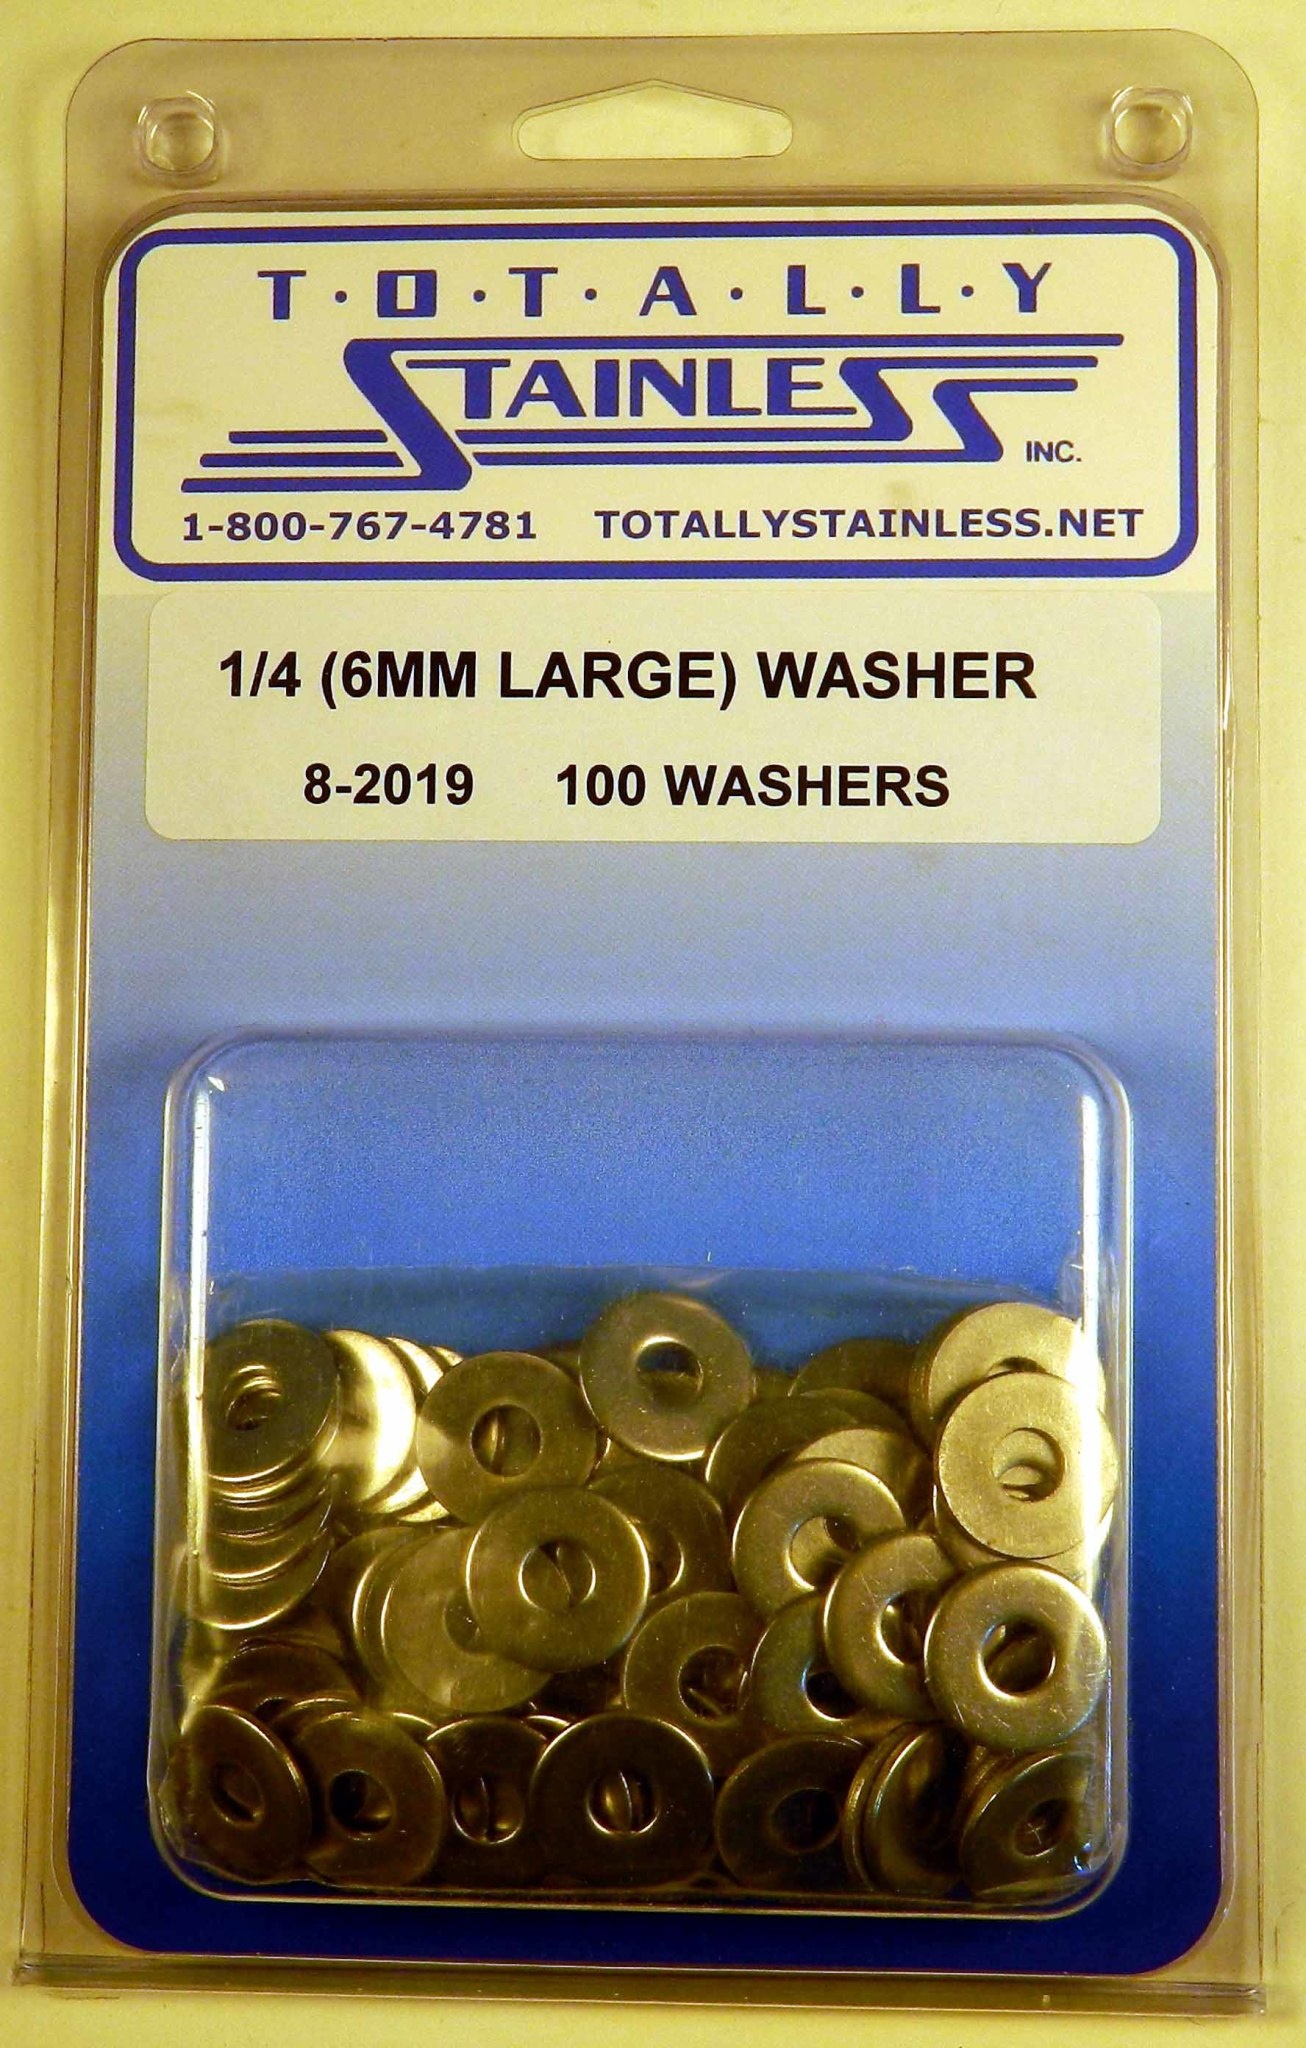 T·O·T·A·L·L·Y
STAINLESS INC.
1-800-767-4781 TOTALLYSTAINLESS.NET
1/4 (6MM LARGE) WASHER
8-2019 100 WASHERS